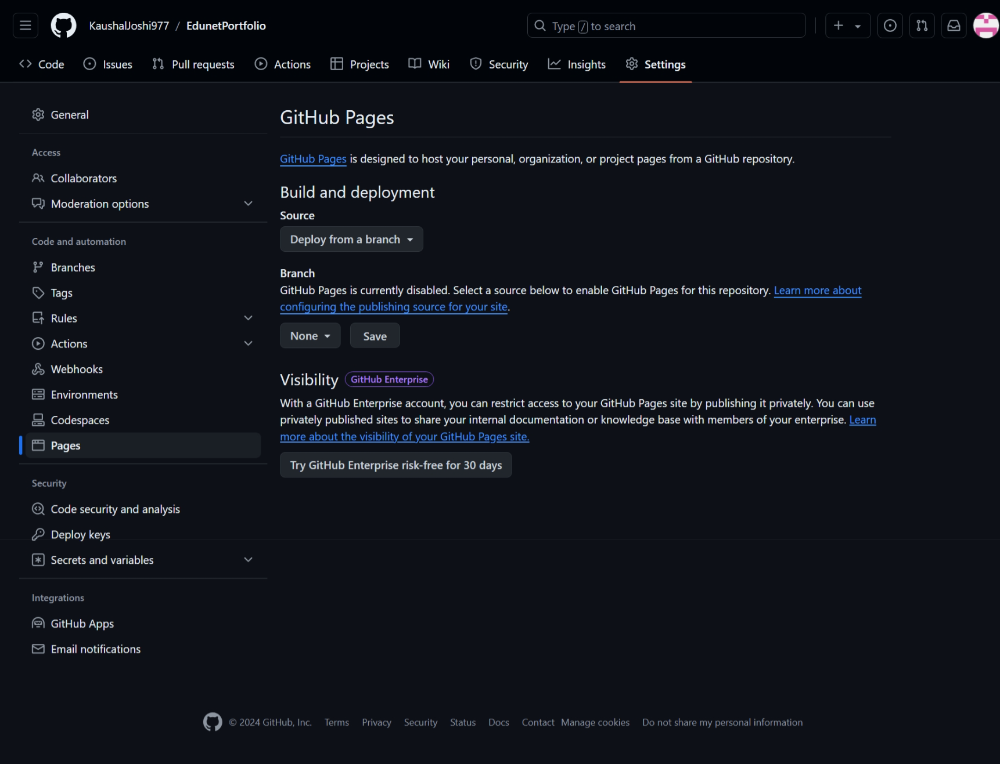 KaushalJoshi977 / EdunetPortfolio
Type / to search
Code Issues Pull requests Actions Projects Wiki Security Insights Settings
General
Access
Collaborators
Moderation options
Code and automation
Branches
Tags
Rules
Actions
Webhooks
Environments
Codespaces
Pages
Security
Code security and analysis
Deploy keys
Secrets and variables
Integrations
GitHub Apps
Email notifications
GitHub Pages
GitHub Pages is designed to host your personal, organization, or project pages from a GitHub repository.
Build and deployment
Source
Deploy from a branch
Branch
GitHub Pages is currently disabled. Select a source below to enable GitHub Pages for this repository. Learn more about
configuring the publishing source for your site.
None Save
Visibility GitHub Enterprise
With a GitHub Enterprise account, you can restrict access to your GitHub Pages site by publishing it privately. You can use
privately published sites to share your internal documentation or knowledge base with members of your enterprise. Learn
more about the visibility of your GitHub Pages site.
Try GitHub Enterprise risk-free for 30 days
© 2024 GitHub, Inc. Terms Privacy Security Status Docs Contact Manage cookies Do not share my personal information